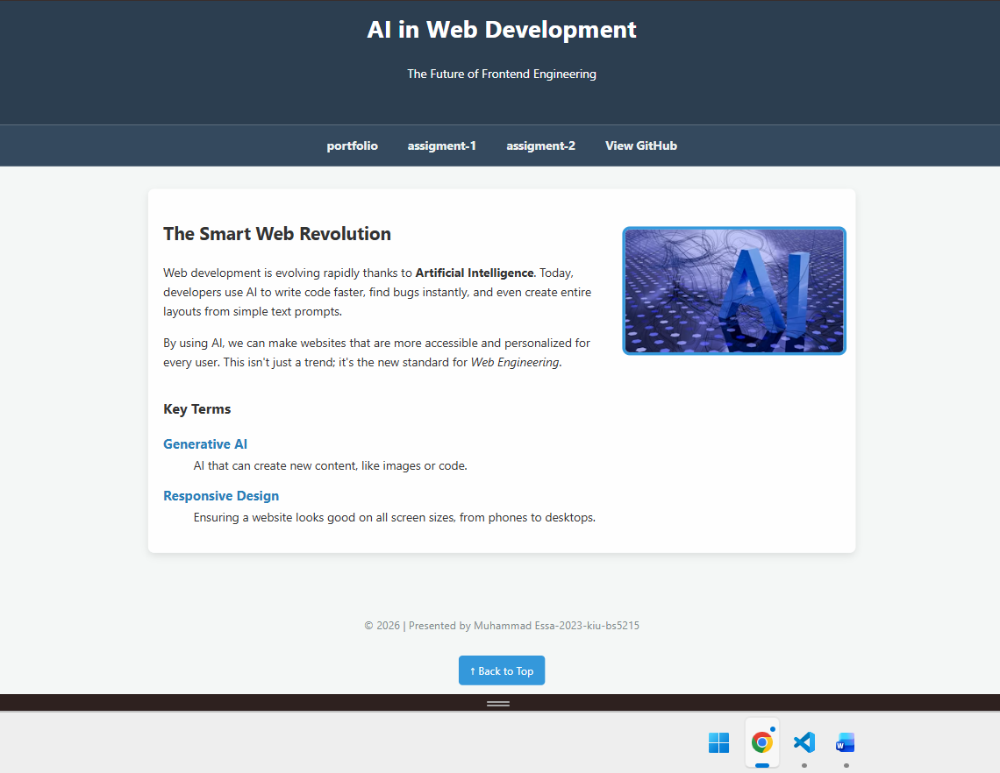 AI in Web Development
The Future of Frontend Engineering
portfolio assigment-1 assigment-2 View GitHub
The Smart Web Revolution
Web development is evolving rapidly thanks to Artificial Intelligence. Today,
developers use AI to write code faster, find bugs instantly, and even create entire
layouts from simple text prompts.
By using AI, we can make websites that are more accessible and personalized for
every user. This isn't just a trend; it's the new standard for Web Engineering.
AI
Key Terms
Generative AI
AI that can create new content, like images or code.
Responsive Design
Ensuring a website looks good on all screen sizes, from phones to desktops.
© 2026 | Presented by Muhammad Essa-2023-kiu-bs5215
↑ Back to Top
W